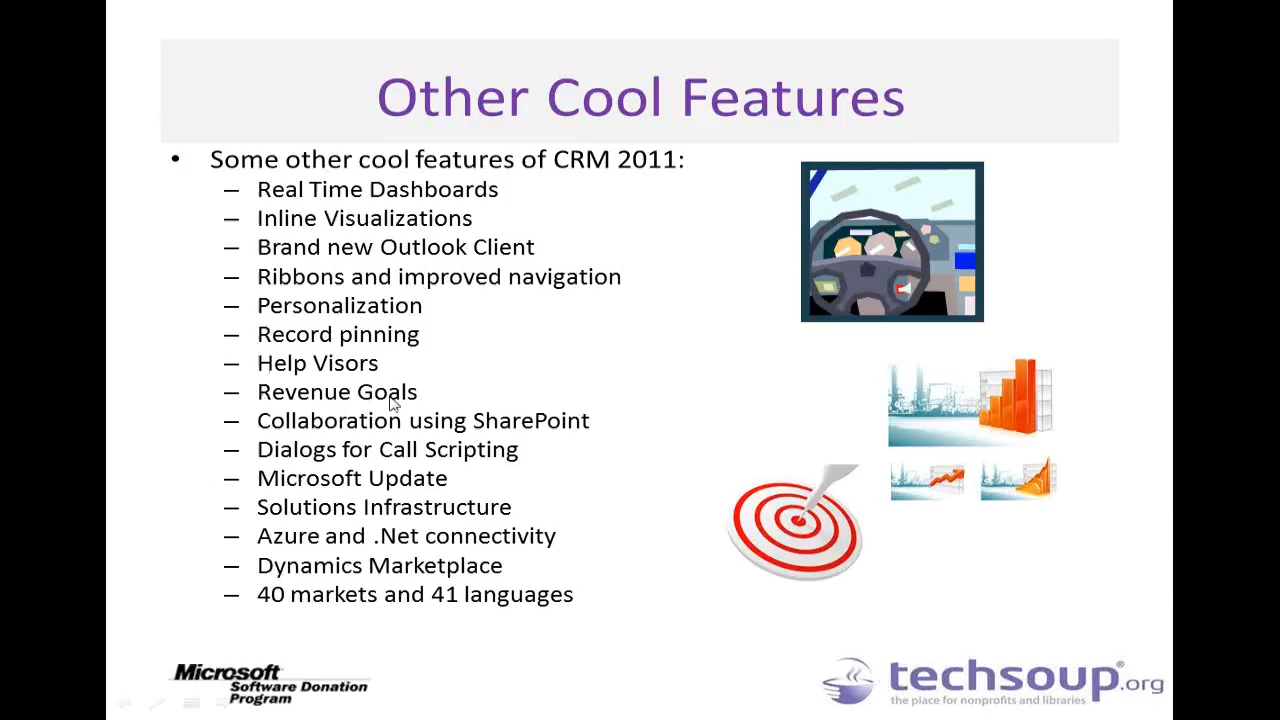 Other Cool Features
• Some other cool features of CRM 2011:
– Real Time Dashboards
– Inline Visualizations
– Brand new Outlook Client
– Ribbons and improved navigation
– Personalization
– Record pinning
– Help Visors
– Revenue Goals
– Collaboration using SharePoint
– Dialogs for Call Scripting
– Microsoft Update
– Solutions Infrastructure
– Azure and .Net connectivity
– Dynamics Marketplace
– 40 markets and 41 languages
Microsoft
Software Donation
Program
techsoup®.org
the place for nonprofits and libraries